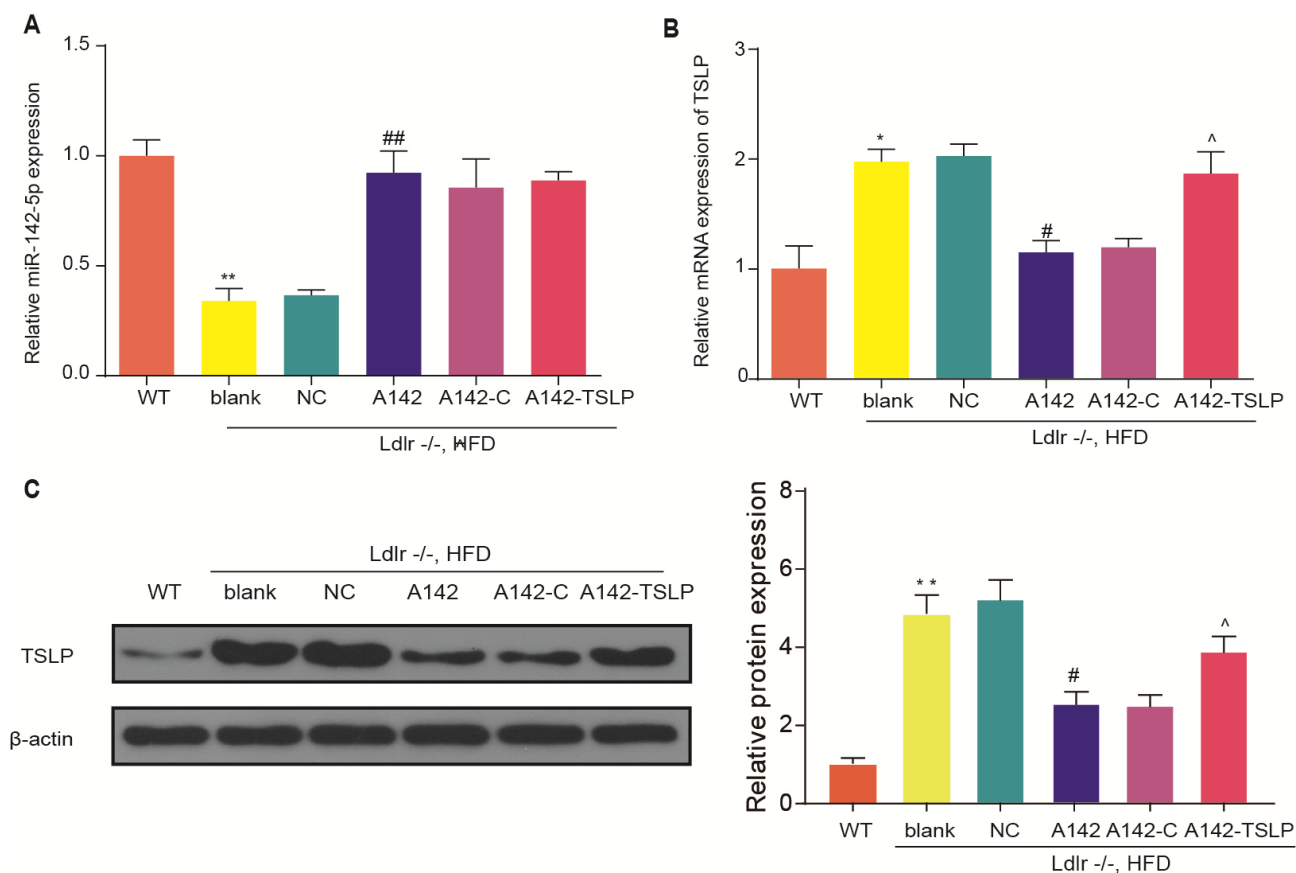 A
Relative miR-142-5p expression
1.5
1.0
0.5
0.0
**
##
WT blank NC A142 A142-C A142-TSLP
Ldlr -/-, HFD
B
Relative mRNA expression of TSLP
3
2
1
0
*
#
^
WT blank NC A142 A142-C A142-TSLP
Ldlr -/-, HFD
C
Ldlr -/-, HFD
WT blank NC A142 A142-C A142-TSLP
TSLP
β-actin
Relative protein expression
8
6
4
2
0
**
#
^
WT blank NC A142 A142-C A142-TSLP
Ldlr -/-, HFD